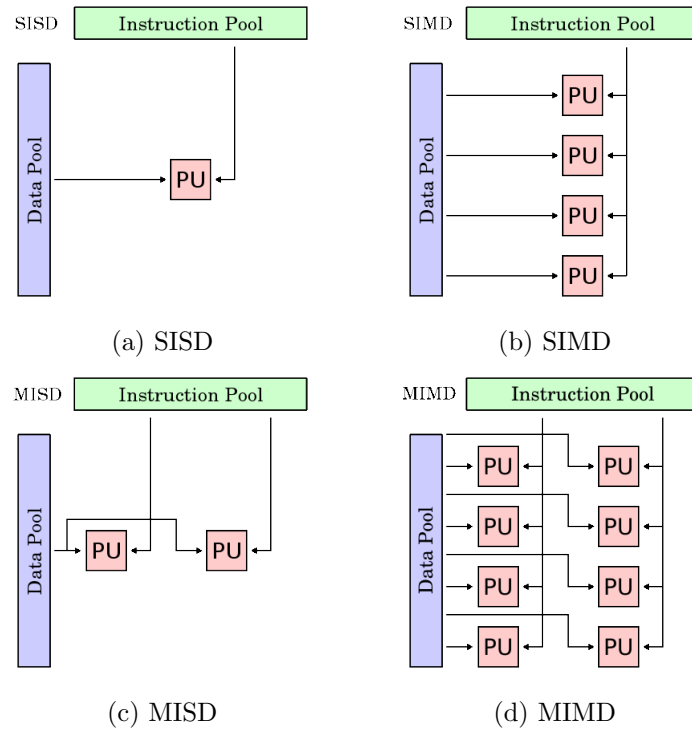 SISD Instruction Pool
Data Pool
PU
(a) SISD
SIMD Instruction Pool
Data Pool
PU
PU
PU
PU
(b) SIMD
MISD Instruction Pool
Data Pool
PU PU
(c) MISD
MIMD Instruction Pool
Data Pool
PU PU
PU PU
PU PU
PU PU
(d) MIMD